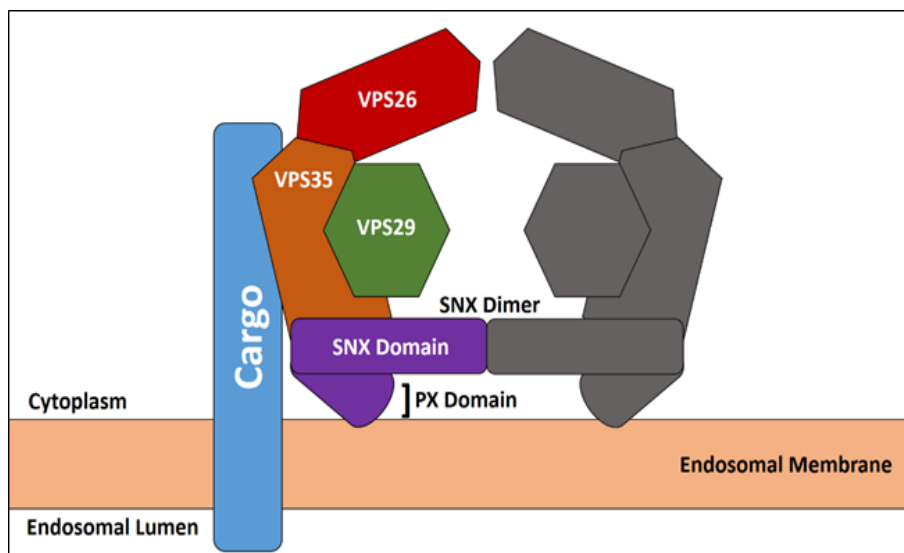 VPS26
VPS35
VPS29
Cargo
SNX Dimer
SNX Domain
PX Domain
Cytoplasm
Endosomal Membrane
Endosomal Lumen